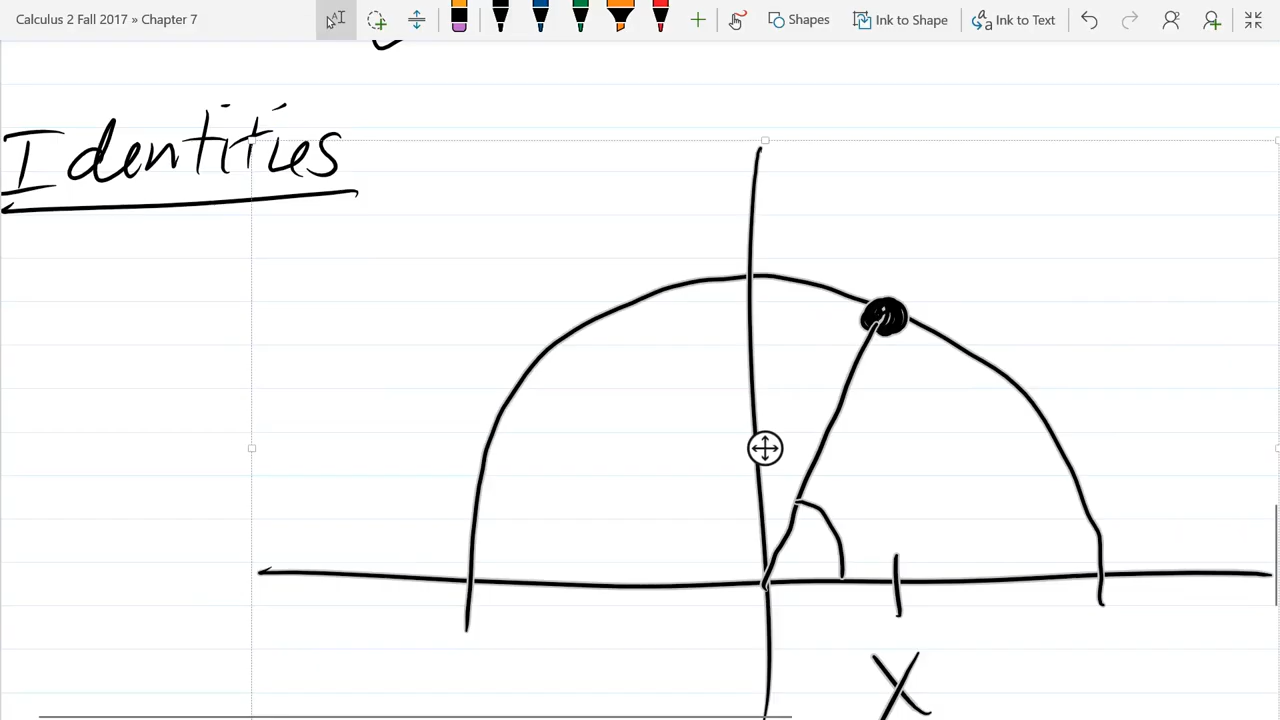 Calculus 2 Fall 2017 » Chapter 7
Shapes
Ink to Shape
Ink to Text
Identities
X